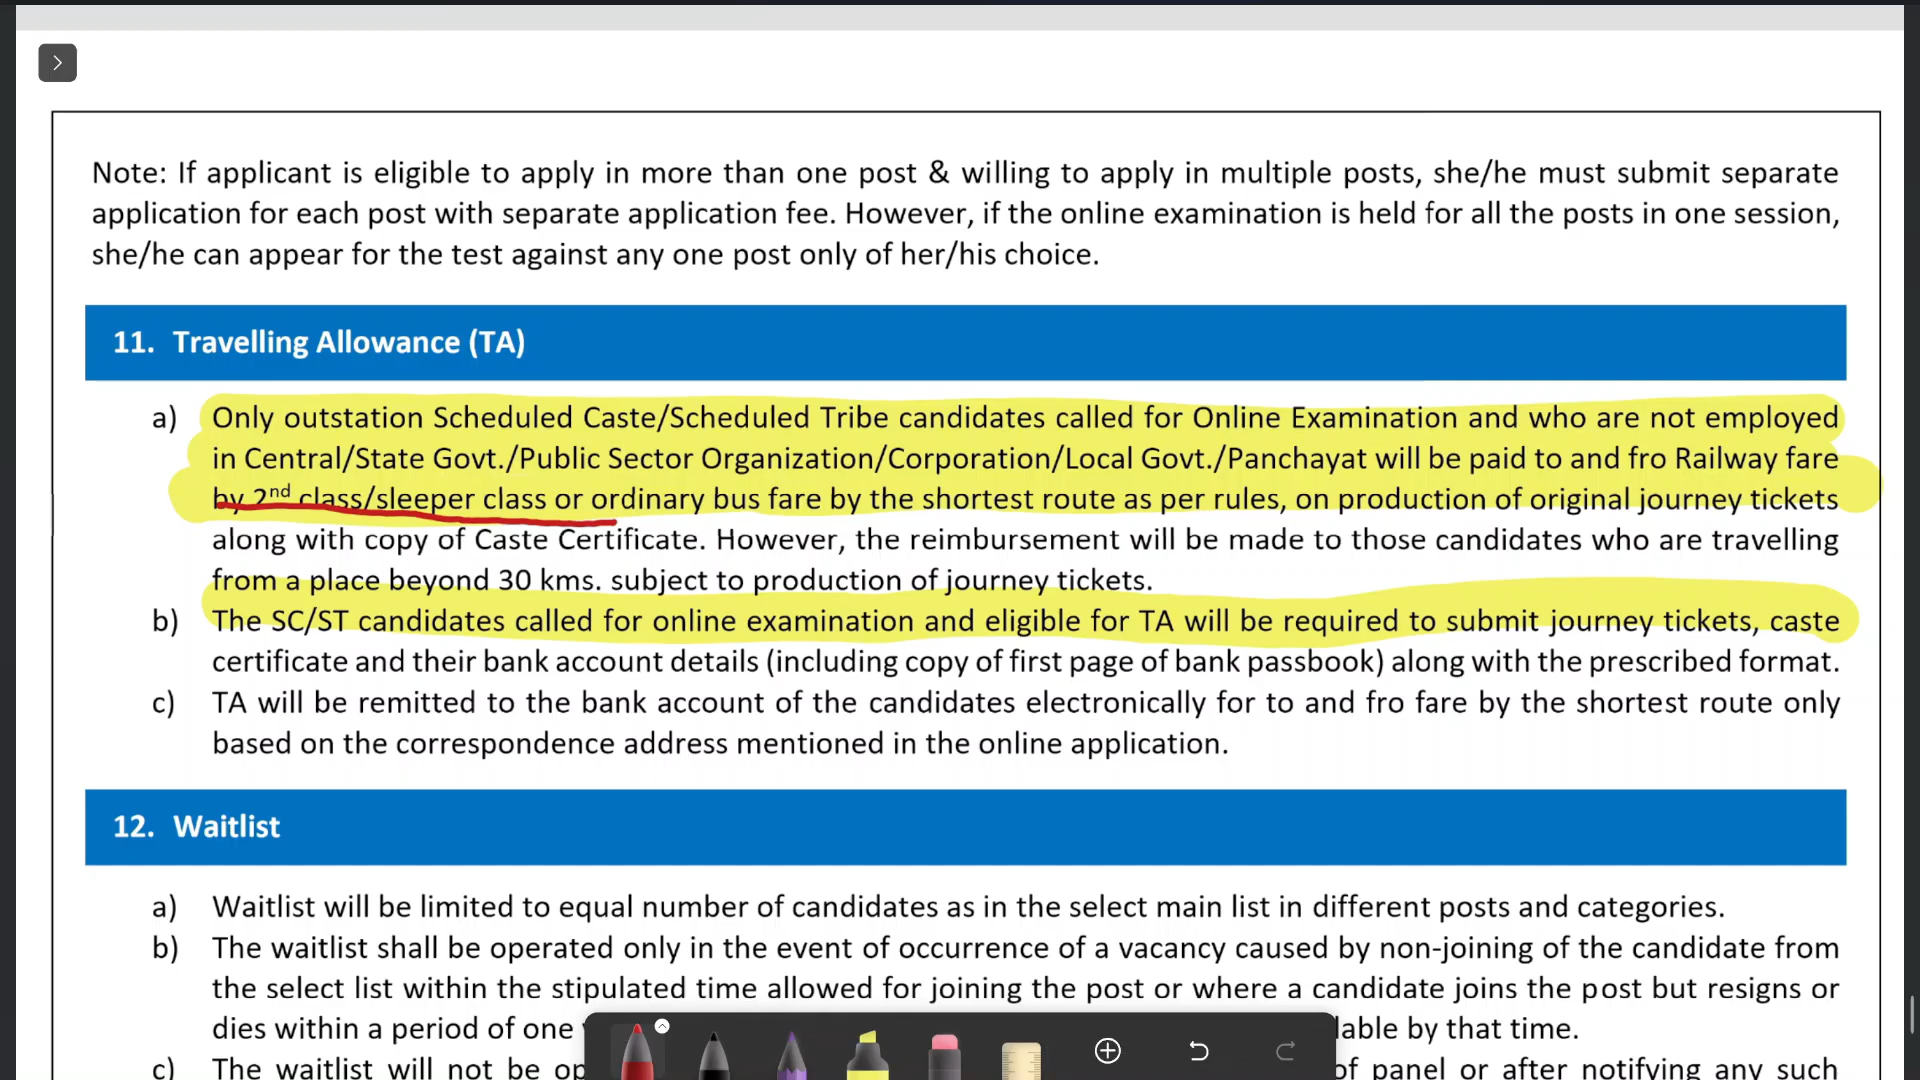 Note: If applicant is eligible to apply in more than one post & willing to apply in multiple posts, she/he must submit separate
application for each post with separate application fee. However, if the online examination is held for all the posts in one session,
she/he can appear for the test against any one post only of her/his choice.
11. Travelling Allowance (TA)
a) Only outstation Scheduled Caste/Scheduled Tribe candidates called for Online Examination and who are not employed
in Central/State Govt./Public Sector Organization/Corporation/Local Govt./Panchayat will be paid to and fro Railway fare
by 2nd class/sleeper class or ordinary bus fare by the shortest route as per rules, on production of original journey tickets
along with copy of Caste Certificate. However, the reimbursement will be made to those candidates who are travelling
from a place beyond 30 kms. subject to production of journey tickets.
b) The SC/ST candidates called for online examination and eligible for TA will be required to submit journey tickets, caste
certificate and their bank account details (including copy of first page of bank passbook) along with the prescribed format.
c) TA will be remitted to the bank account of the candidates electronically for to and fro fare by the shortest route only
based on the correspondence address mentioned in the online application.
12. Waitlist
a) Waitlist will be limited to equal number of candidates as in the select main list in different posts and categories.
b) The waitlist shall be operated only in the event of occurrence of a vacancy caused by non-joining of the candidate from
the select list within the stipulated time allowed for joining the post or where a candidate joins the post but resigns or
dies within a period of one lable by that time.
c) The waitlist will not be op of panel or after notifying any such